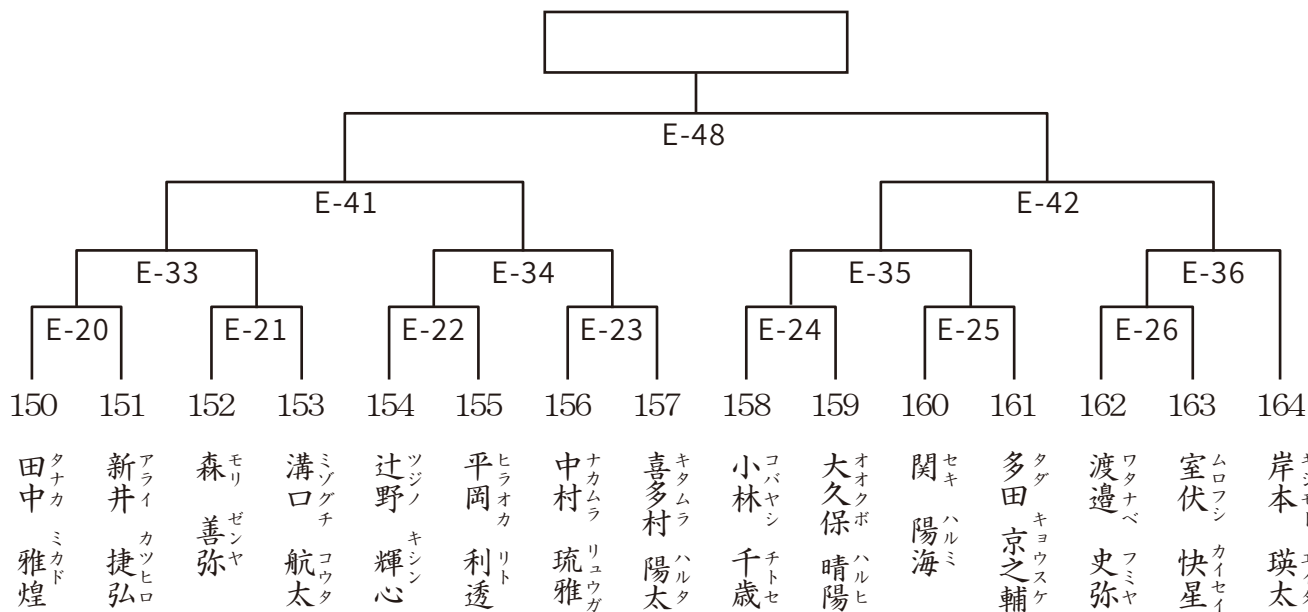 E-48
E-41
E-42
E-33
E-34
E-35
E-36
E-20
E-21
E-22
E-23
E-24
E-25
E-26
150
151
152
153
154
155
156
157
158
159
160
161
162
163
164
田中 雅煌
タナカ ミカド
新井 捷弘
アライ カツヒロ
森 善弥
モリ ゼンヤ
溝口 航太
ミゾグチ コウタ
辻野 輝心
ツジノ キシン
平岡 利透
ヒラオカ リト
中村 琉雅
ナカムラ リュウガ
喜多村 陽太
キタムラ ハルタ
小林 千歳
コバヤシ チトセ
大久保 晴陽
オオクボ ハルヒ
関 陽海
セキ ハルミ
多田 京之輔
タダ キョウスケ
渡邉 史弥
ワタナベ フミヤ
室伏 快星
ムロフシ カイセイ
岸本 瑛太